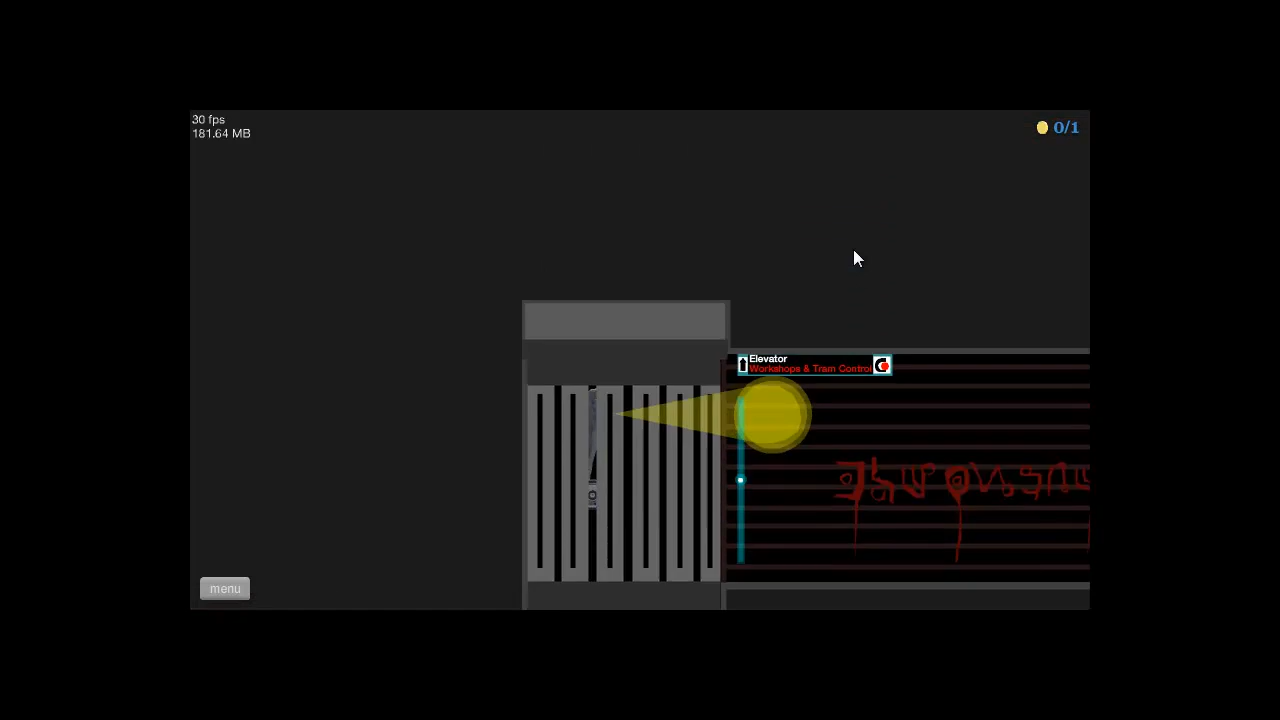 30 fps
181.64 MB
0/1
Elevator
Workshops & Tram Control
menu